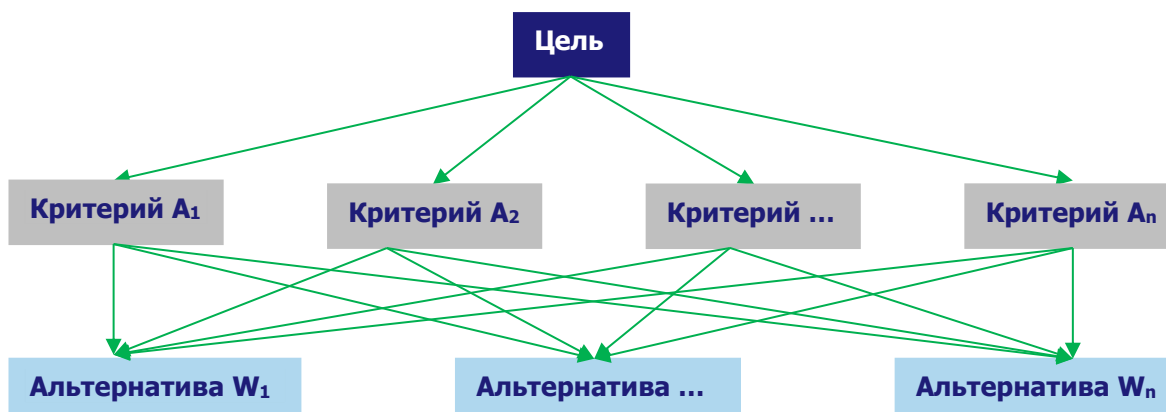 Цель
Критерий A₁
Критерий A₂
Критерий ...
Критерий Aₙ
Альтернатива W₁
Альтернатива ...
Альтернатива Wₙ